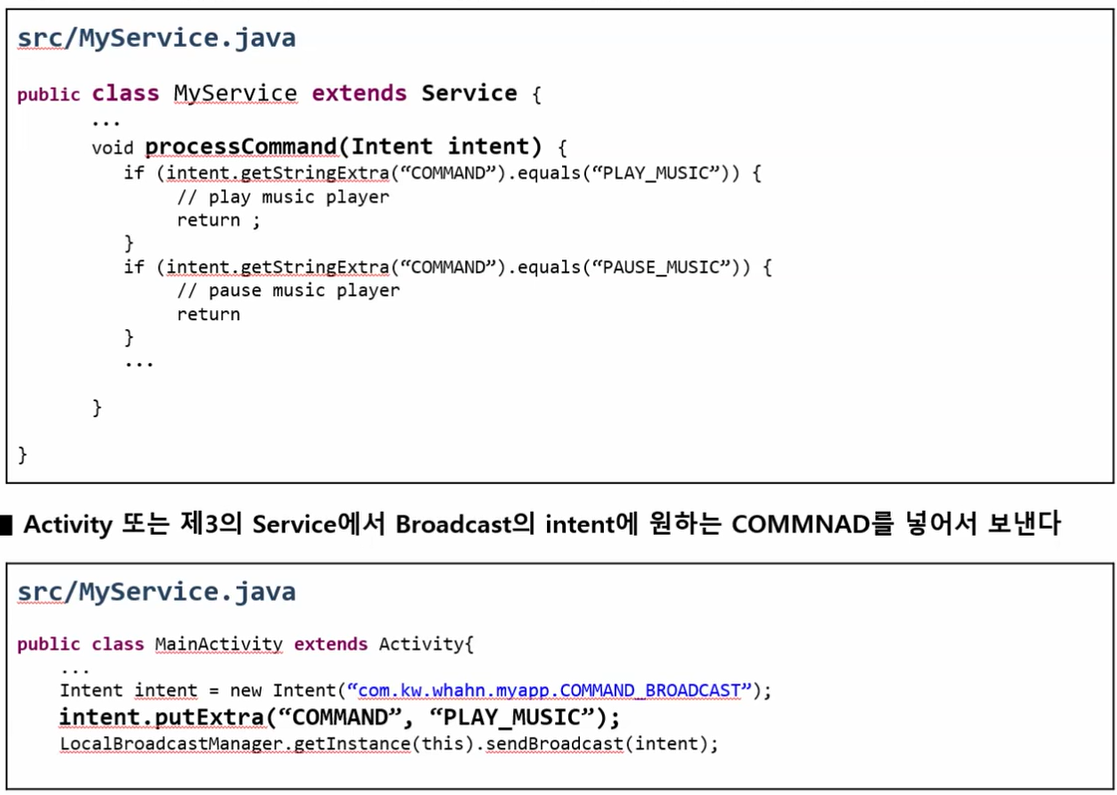 src/MyService.java
public class MyService extends Service {
...
void processCommand(Intent intent) {
if (intent.getStringExtra(“COMMAND”).equals(“PLAY_MUSIC”)) {
// play music player
return ;
}
if (intent.getStringExtra(“COMMAND”).equals(“PAUSE_MUSIC”)) {
// pause music player
return
}
...
}
}
■ Activity 또는 제3의 Service에서 Broadcast의 intent에 원하는 COMMNAD를 넣어서 보낸다
src/MyService.java
public class MainActivity extends Activity{
...
Intent intent = new Intent(“com.kw.whahn.myapp.COMMAND_BROADCAST”);
intent.putExtra(“COMMAND”, “PLAY_MUSIC”);
LocalBroadcastManager.getInstance(this).sendBroadcast(intent);